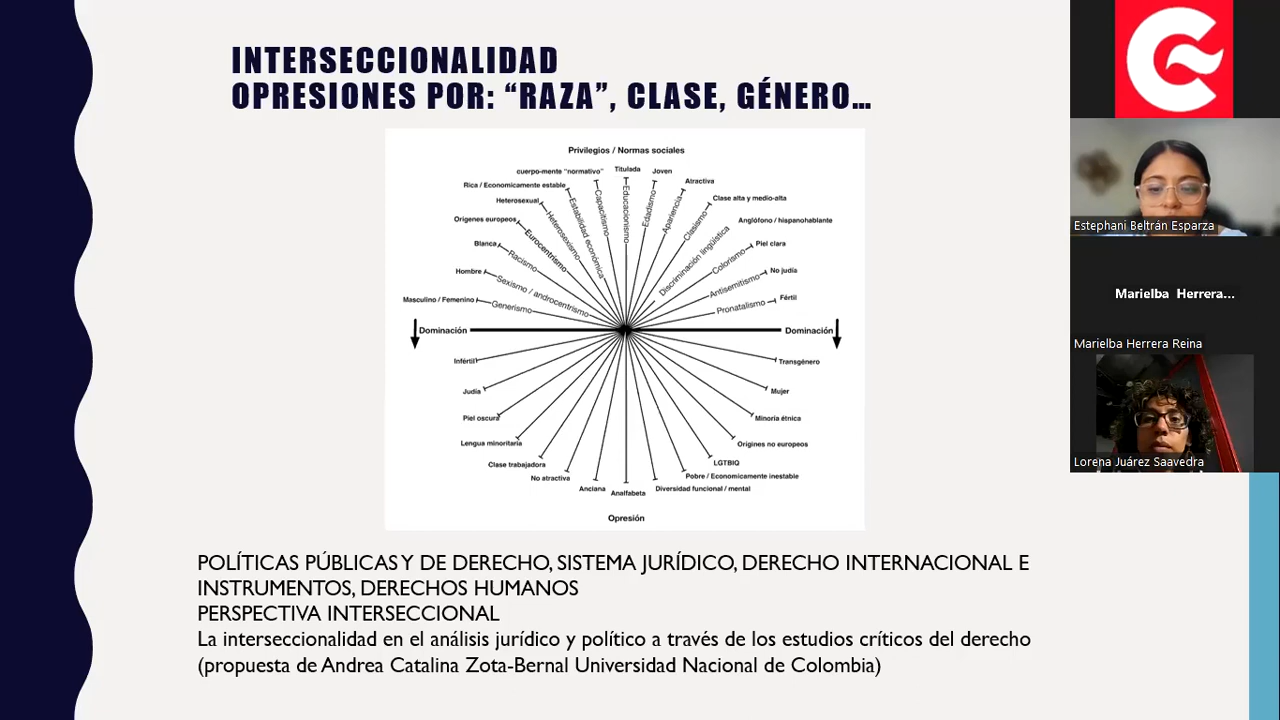 INTERSECCIONALIDAD
OPRESIONES POR: “RAZA”, CLASE, GÉNERO…
Privilegios / Normas sociales
cuerpo-mente “normativo”
Titulada
Joven
Rica / Economicamente estable
Atractiva
Heterosexual
Clase alta y medio-alta
Origenes europeos
Anglófono / hispanohablante
Blanca
Piel clara
Hombre
No judía
Masculino / Femenino
Fértil
Generismo
Sexismo / androcentrismo
Racismo
Eurocentrismo
Heterosexismo
Estabilidad económica
Capacitismo
Educacionismo
Edadismo
Apariencia
Clasismo
Discriminación lingüística
Colorismo
Antisemitismo
Pronatalismo
Dominación
Dominación
Infértil
Transgénero
Judía
Mujer
Piel oscura
Minoría étnica
Lengua minoritaria
Origines no europeos
Clase trabajadora
LGTBIQ
No atractiva
Pobre / Economicamente inestable
Anciana
Analfabeta
Diversidad funcional / mental
Opresión
POLÍTICAS PÚBLICAS Y DE DERECHO, SISTEMA JURÍDICO, DERECHO INTERNACIONAL E
INSTRUMENTOS, DERECHOS HUMANOS
PERSPECTIVA INTERSECCIONAL
La interseccionalidad en el análisis jurídico y político a través de los estudios críticos del derecho
(propuesta de Andrea Catalina Zota-Bernal Universidad Nacional de Colombia)
Estephani Beltrán Esparza
Marielba Herrera...
Marielba Herrera Reina
Lorena Juárez Saavedra